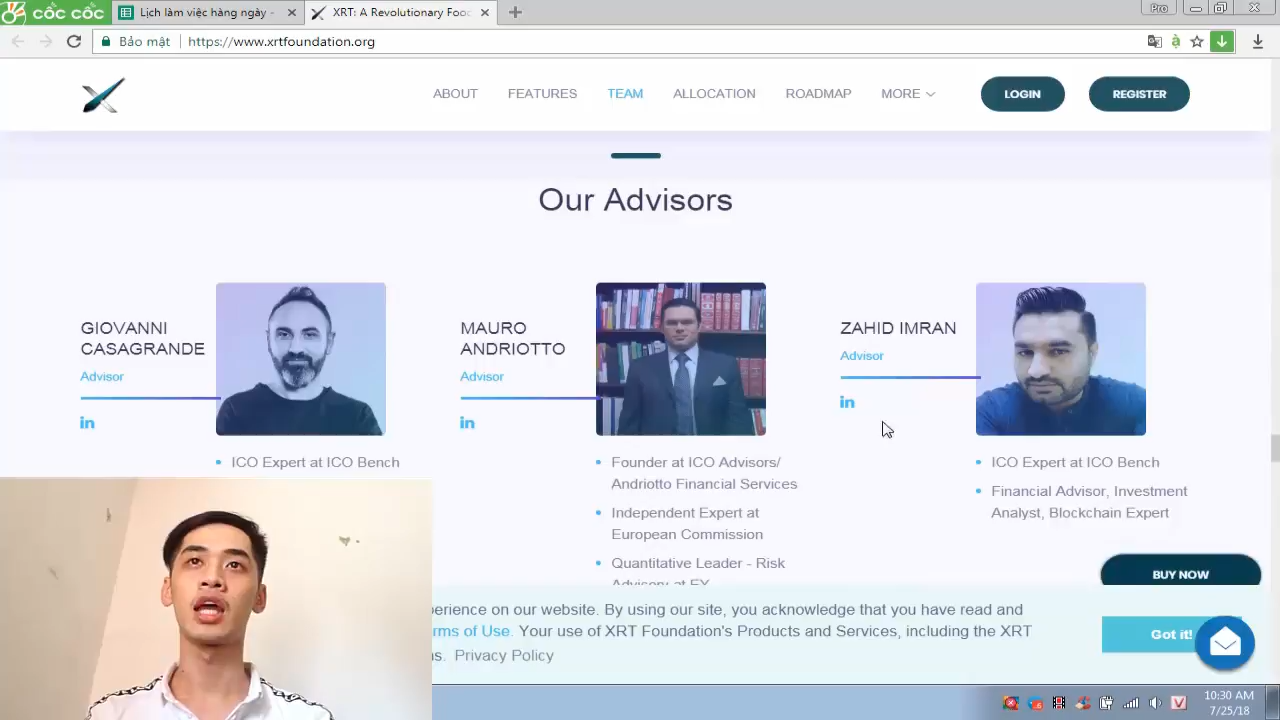 cốc cốc
Lịch làm việc hàng ngày -
XRT: A Revolutionary Food
Pro
Bảo mật
https://www.xrtfoundation.org
ABOUT
FEATURES
TEAM
ALLOCATION
ROADMAP
MORE
LOGIN
REGISTER
Our Advisors
GIOVANNI
CASAGRANDE
Advisor
in
ICO Expert at ICO Bench
MAURO
ANDRIOTTO
Advisor
in
Founder at ICO Advisors/
Andriotto Financial Services
Independent Expert at
European Commission
Quantitative Leader - Risk
Advisory at EY
ZAHID IMRAN
Advisor
in
ICO Expert at ICO Bench
Financial Advisor, Investment
Analyst, Blockchain Expert
BUY NOW
perience on our website. By using our site, you acknowledge that you have read and
rms of Use. Your use of XRT Foundation's Products and Services, including the XRT
s. Privacy Policy
Got it!
10:30 AM
7/25/18